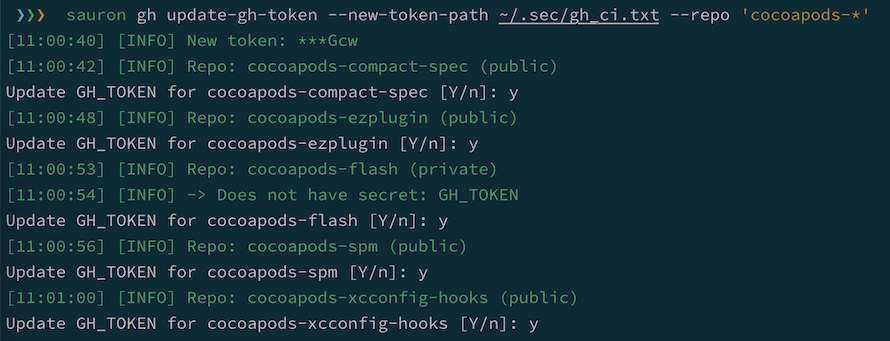 ❯❯❯ sauron gh update-gh-token --new-token-path ~/.sec/gh_ci.txt --repo 'cocoapods-*'
[11:00:40] [INFO] New token: ***Gcw
[11:00:42] [INFO] Repo: cocoapods-compact-spec (public)
Update GH_TOKEN for cocoapods-compact-spec [Y/n]: y
[11:00:48] [INFO] Repo: cocoapods-ezplugin (public)
Update GH_TOKEN for cocoapods-ezplugin [Y/n]: y
[11:00:53] [INFO] Repo: cocoapods-flash (private)
[11:00:54] [INFO] -> Does not have secret: GH_TOKEN
Update GH_TOKEN for cocoapods-flash [Y/n]: y
[11:00:56] [INFO] Repo: cocoapods-spm (public)
Update GH_TOKEN for cocoapods-spm [Y/n]: y
[11:01:00] [INFO] Repo: cocoapods-xcconfig-hooks (public)
Update GH_TOKEN for cocoapods-xcconfig-hooks [Y/n]: y